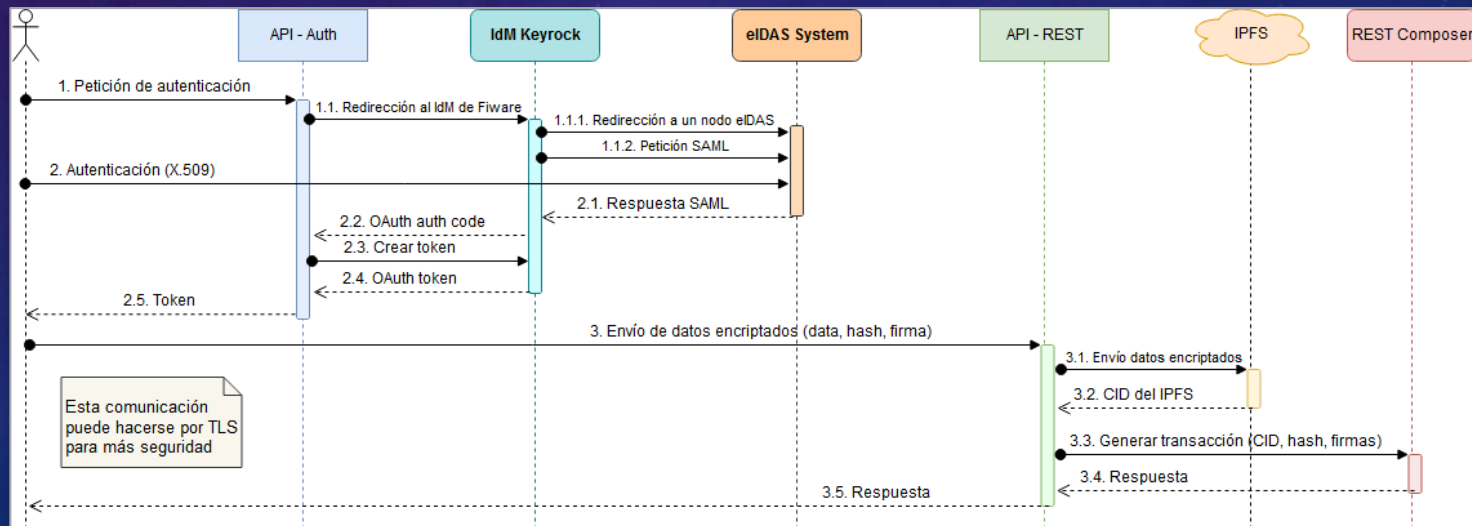 API - Auth
IdM Keyrock
eIDAS System
API - REST
IPFS
REST Composer
1. Petición de autenticación
1.1. Redirección al IdM de Fiware
1.1.1. Redirección a un nodo eIDAS
1.1.2. Petición SAML
2. Autenticación (X.509)
2.1. Respuesta SAML
2.2. OAuth auth code
2.3. Crear token
2.4. OAuth token
2.5. Token
3. Envío de datos encriptados (data, hash, firma)
3.1. Envío datos encriptados
3.2. CID del IPFS
3.3. Generar transacción (CID, hash, firmas)
3.4. Respuesta
3.5. Respuesta
Esta comunicación
puede hacerse por TLS
para más seguridad